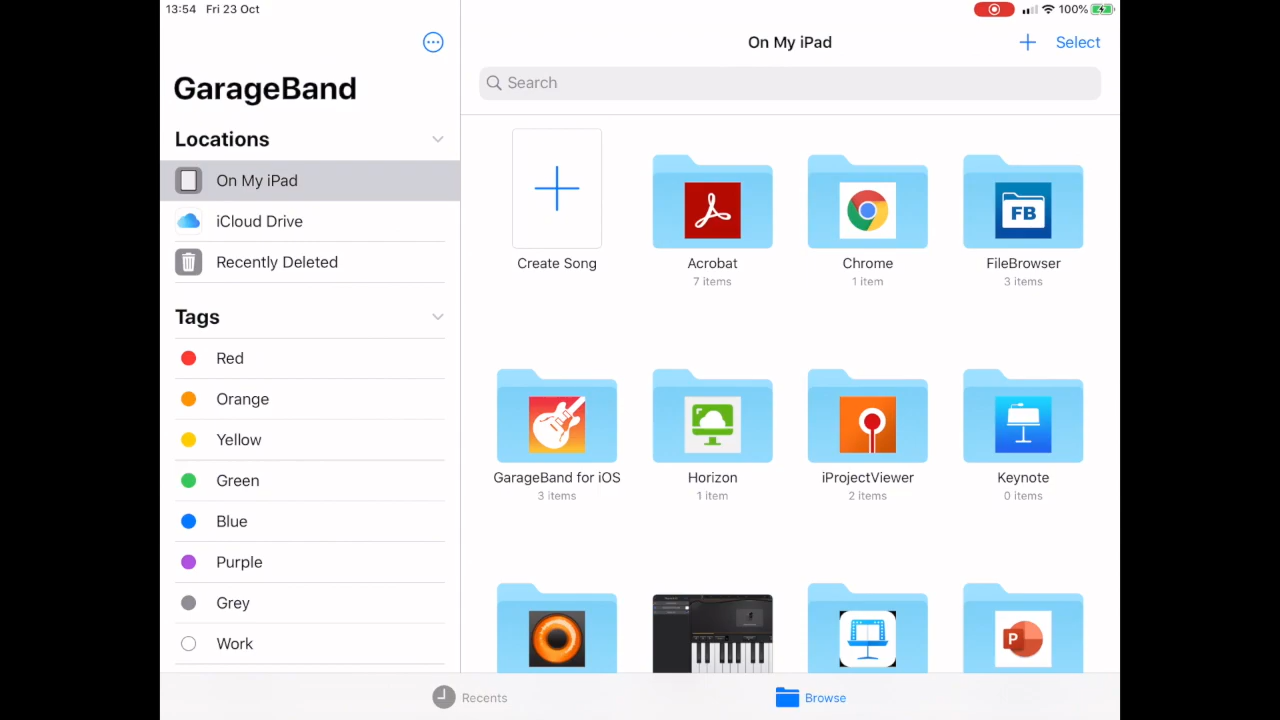 13:54 Fri 23 Oct
100%
GarageBand
Locations
On My iPad
iCloud Drive
Recently Deleted
Tags
Red
Orange
Yellow
Green
Blue
Purple
Grey
Work
On My iPad
Select
Search
Create Song
Acrobat
7 items
Chrome
1 item
FB
FileBrowser
3 items
GarageBand for iOS
3 items
Horizon
1 item
iProjectViewer
2 items
Keynote
0 items
P
Recents
Browse